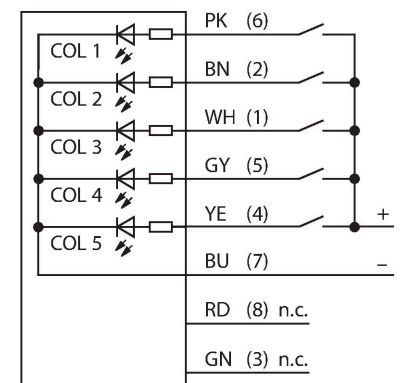 PK (6)
COL 1
BN (2)
COL 2
WH (1)
COL 3
GY (5)
COL 4
YE (4) +
COL 5
BU (7) –
RD (8) n.c.
GN (3) n.c.